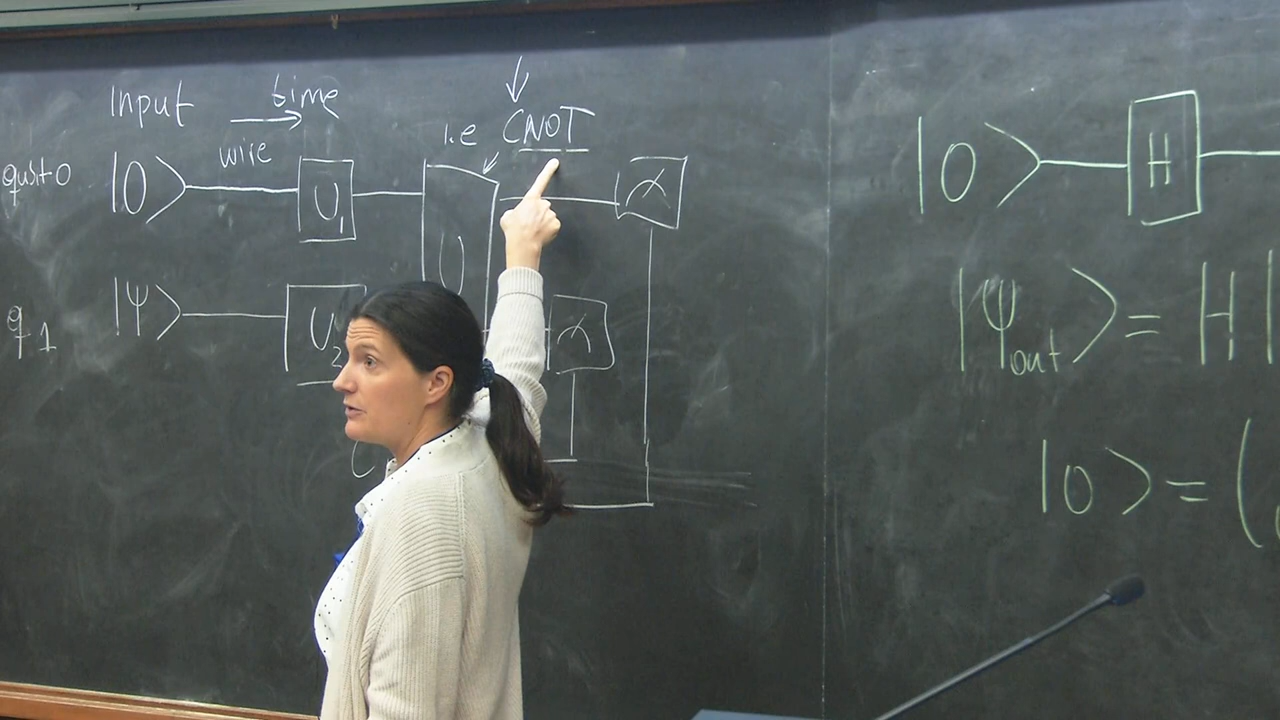 Input time
i.e CNOT
wire
qubit 0 |0> U1
U
q1 |Ψ> U2
|0> H
|Ψout> = H|
|0> = (